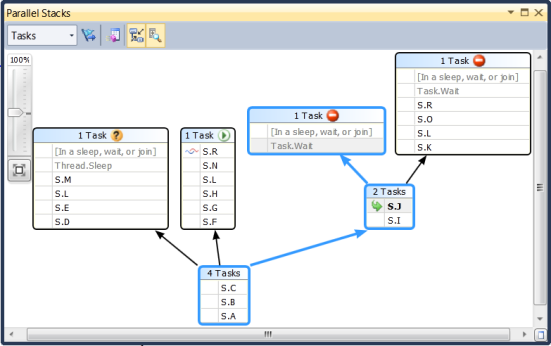 Parallel Stacks
Tasks
100%
1 Task
[In a sleep, wait, or join]
Task.Wait
S.R
S.O
S.L
S.K
1 Task
[In a sleep, wait, or join]
Task.Wait
1 Task
[In a sleep, wait, or join]
Thread.Sleep
S.M
S.L
S.E
S.D
1 Task
S.R
S.N
S.L
S.H
S.G
S.F
2 Tasks
S.J
S.I
4 Tasks
S.C
S.B
S.A